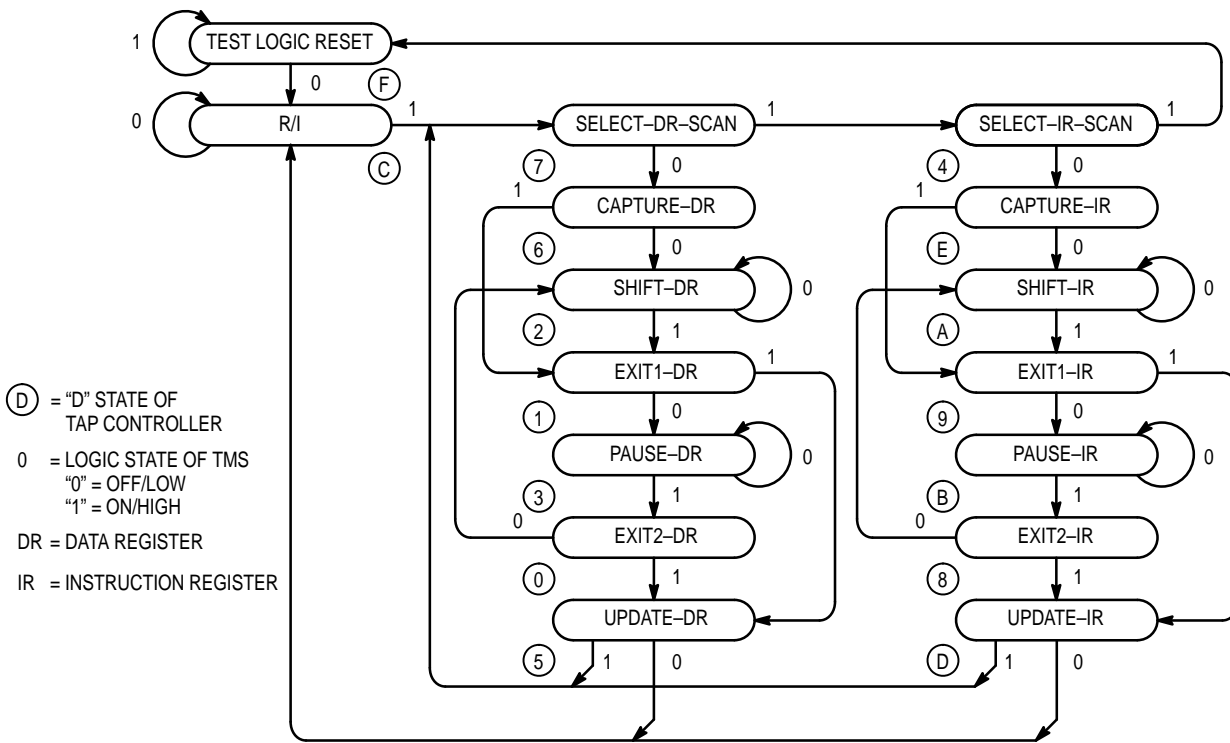 1
TEST LOGIC RESET
0
F
0
R/I
1
C
SELECT–DR–SCAN
1
SELECT–IR–SCAN
1
7
0
4
0
1
CAPTURE–DR
1
CAPTURE–IR
6
0
E
0
SHIFT–DR
0
SHIFT–IR
0
2
1
A
1
EXIT1–DR
1
EXIT1–IR
1
1
0
9
0
PAUSE–DR
0
PAUSE–IR
0
3
1
B
1
0
EXIT2–DR
0
EXIT2–IR
0
1
8
1
UPDATE–DR
UPDATE–IR
5
1
0
D
1
0
D = “D” STATE OF
TAP CONTROLLER
0 = LOGIC STATE OF TMS
“0” = OFF/LOW
“1” = ON/HIGH
DR = DATA REGISTER
IR = INSTRUCTION REGISTER